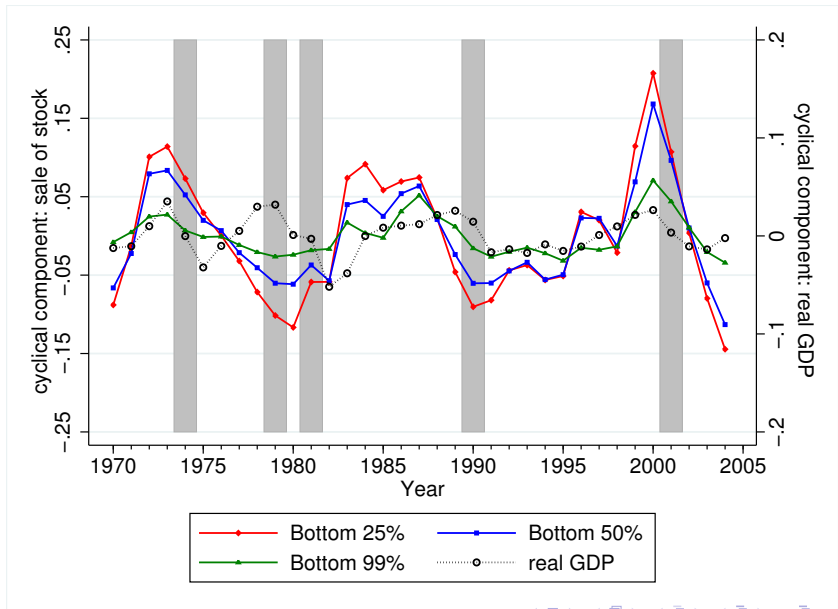 cyclical component: sale of stock
.25
.15
.05
-.05
-.15
-.25
.2
.1
0
-.1
-.2
cyclical component: real GDP
1970 1975 1980 1985 1990 1995 2000 2005
Year
Bottom 25% Bottom 50%
Bottom 99% real GDP